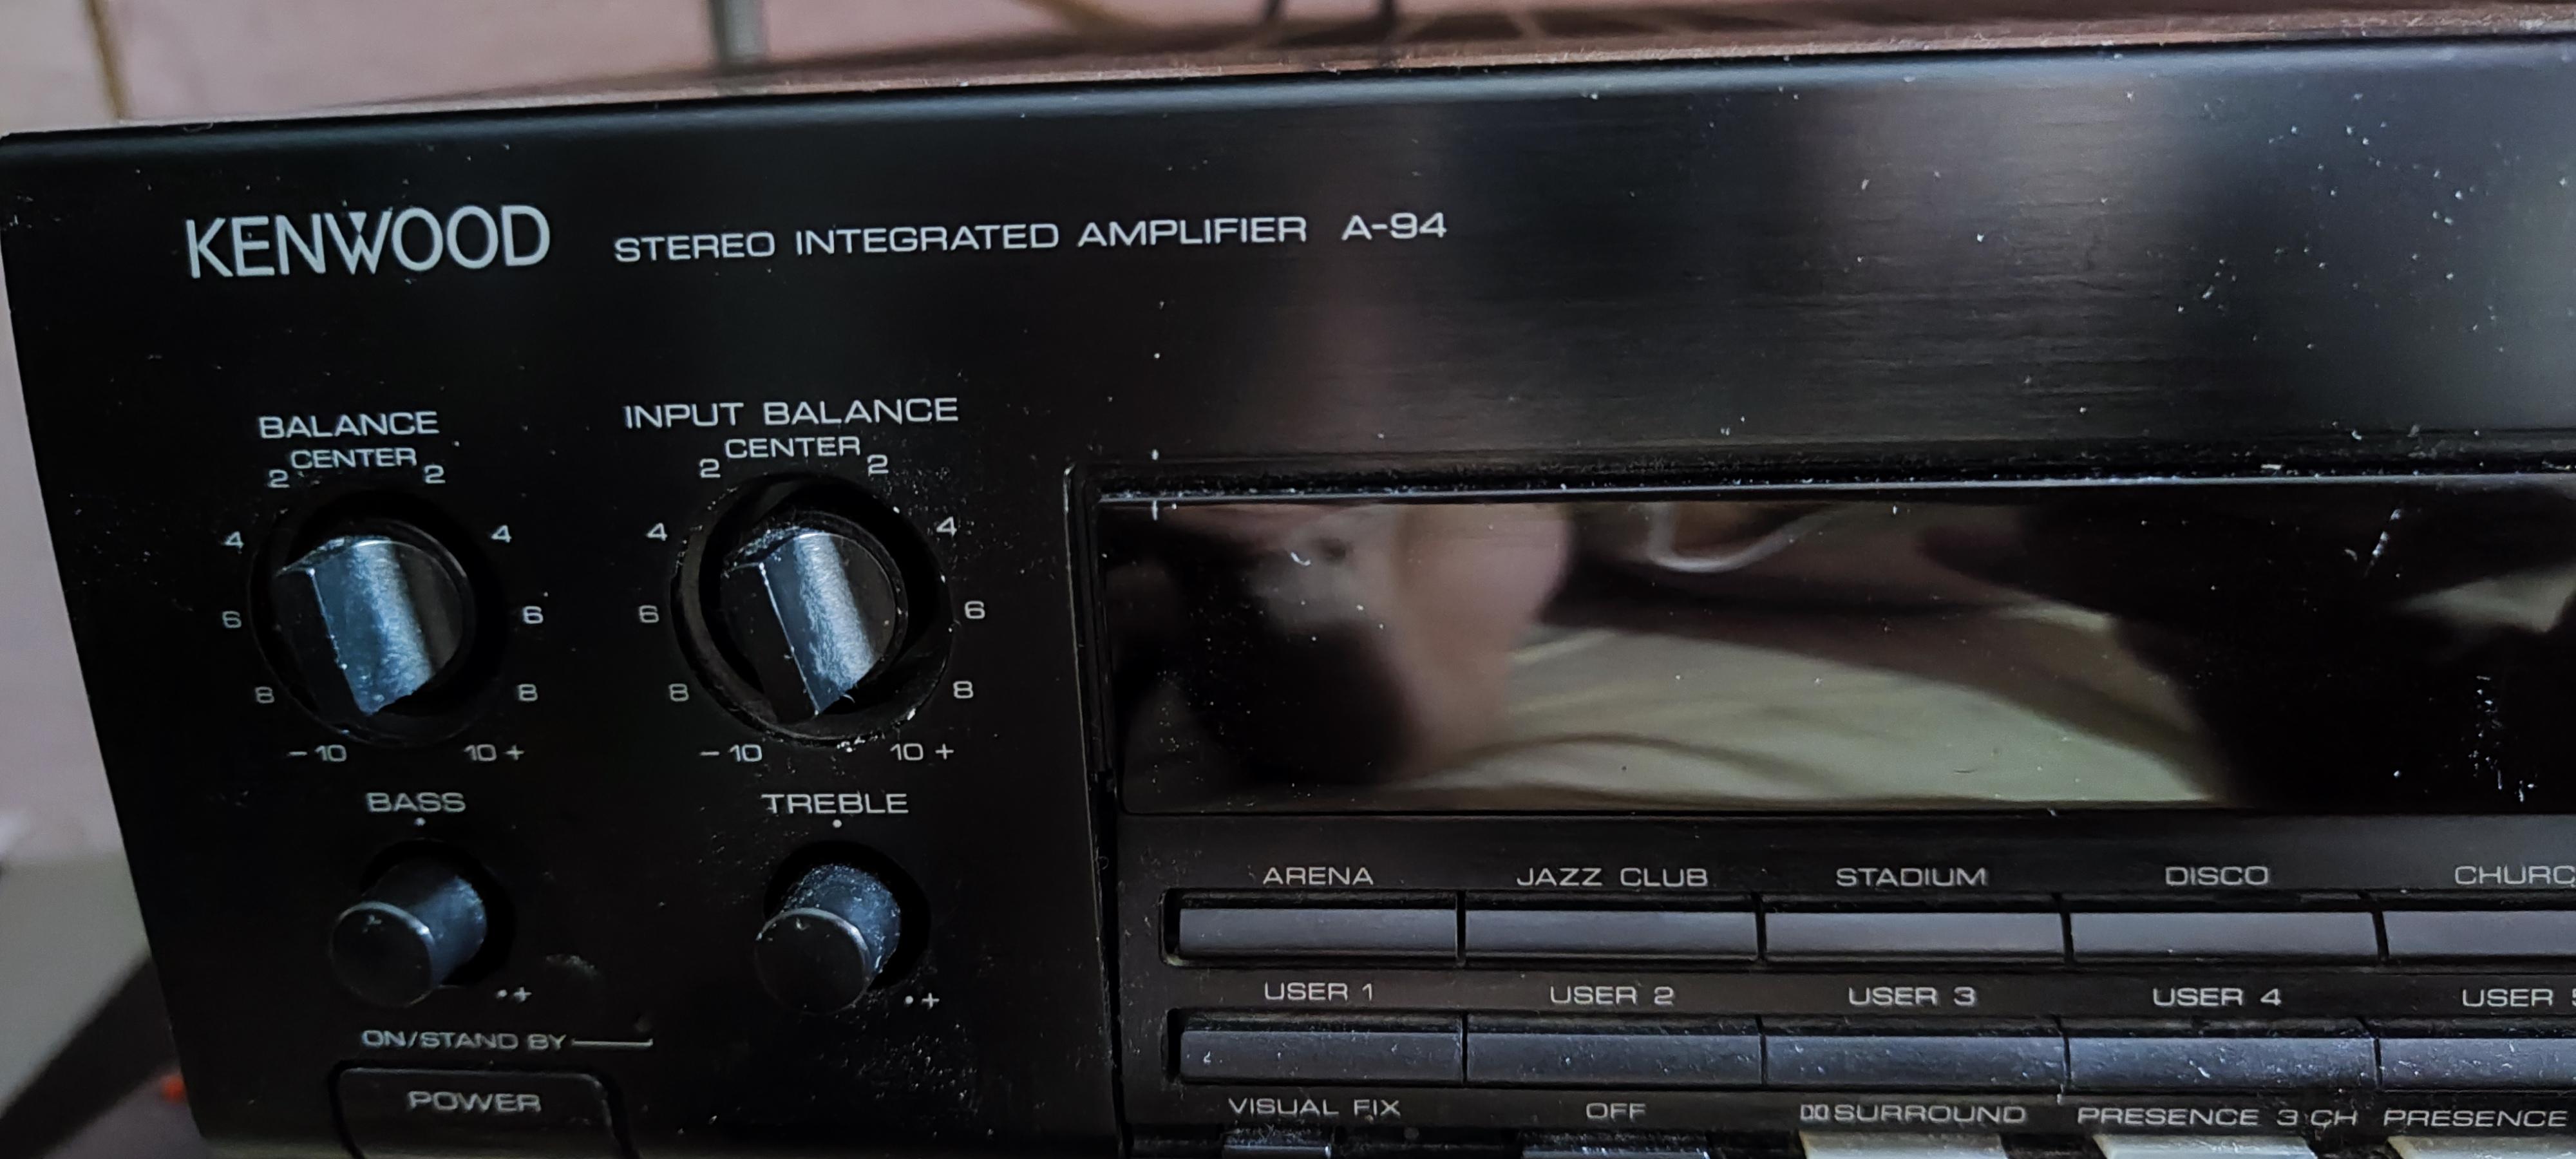 KENWOOD STEREO INTEGRATED AMPLIFIER A-94
BALANCE
CENTER
2 2
4 4
6 6
8 8
-10 10+
INPUT BALANCE
CENTER
2 2
4 4
6 6
8 8
-10 10+
BASS
•+
TREBLE
•+
ON/STAND BY
POWER
ARENA JAZZ CLUB STADIUM DISCO CHURC
USER 1 USER 2 USER 3 USER 4 USER
VISUAL FIX OFF SURROUND PRESENCE 3 CH PRESENCE